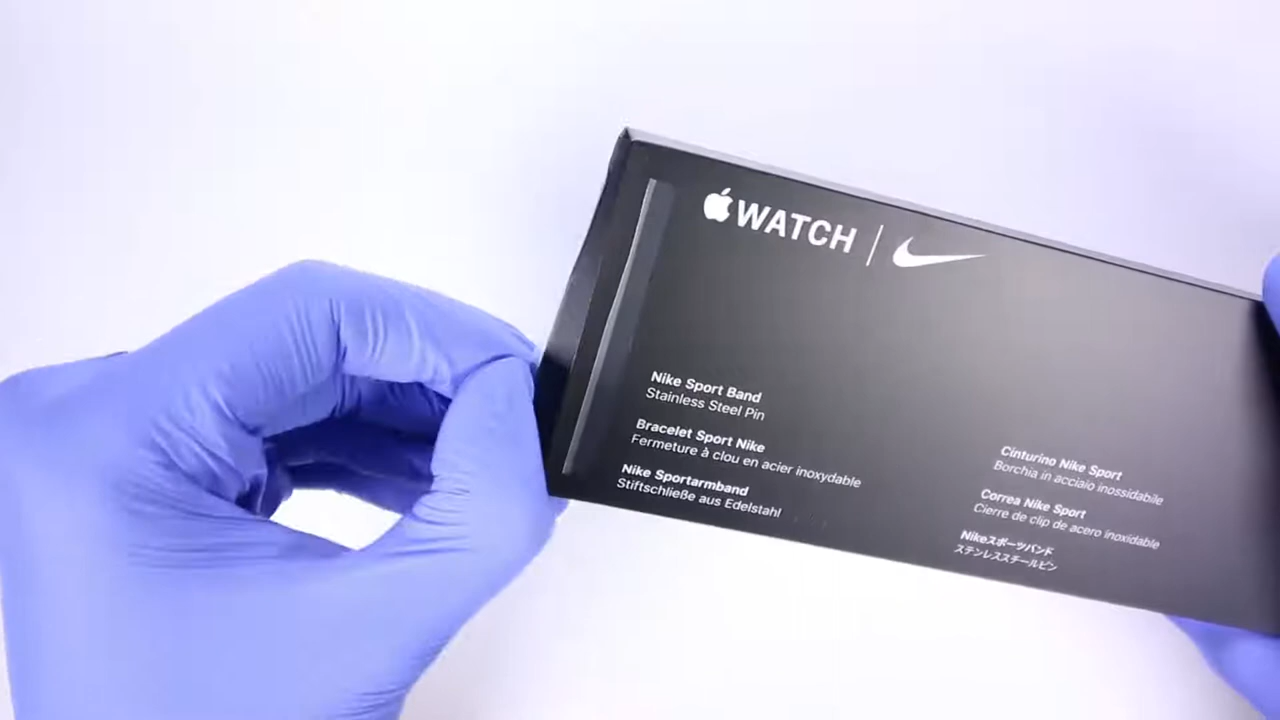 WATCH
Nike Sport Band
Stainless Steel Pin
Bracelet Sport Nike
Fermeture à clou en acier inoxydable
Nike Sportarmband
Stiftschließe aus Edelstahl
Cinturino Nike Sport
Borchia in acciaio inossidabile
Correa Nike Sport
Cierre de clip de acero inoxidable
Nikeスポーツバンド
ステンレススチールピン